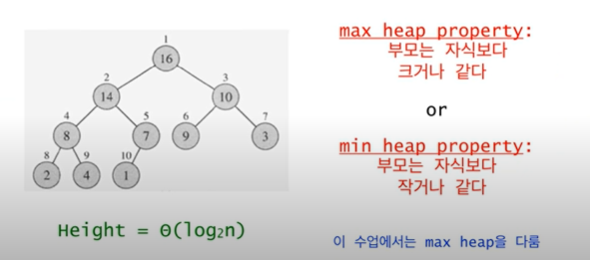 1
16
2
3
14
10
4
5
6
7
8
7
9
3
8
9
10
2
4
1
Height = Θ(log₂n)
max heap property:
부모는 자식보다
크거나 같다
or
min heap property:
부모는 자식보다
작거나 같다
이 수업에서는 max heap을 다룸